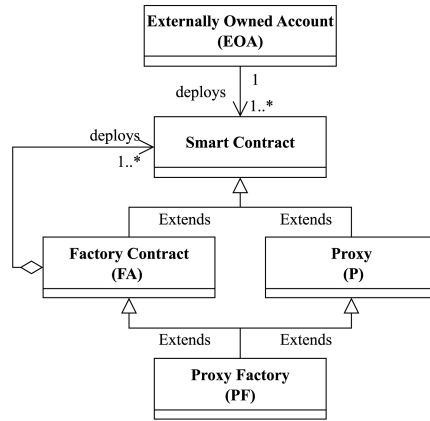 Externally Owned Account
(EOA)
1
deploys
1..*
deploys
1..*
Smart Contract
Extends
Extends
Factory Contract
(FA)
Proxy
(P)
Extends
Extends
Proxy Factory
(PF)